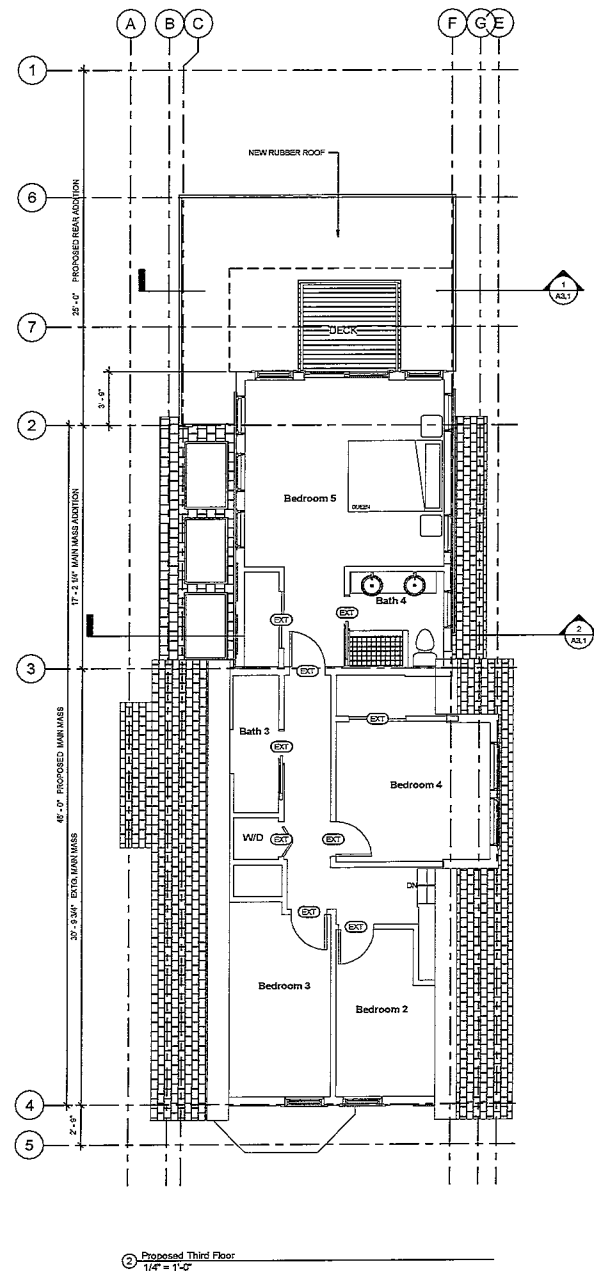 A B C F G E
1
NEW RUBBER ROOF
6
25' - 0" PROPOSED REAR ADDITION
1
A3.1
7
DECK
3' - 9"
2
Bedroom 5
QUEEN
17' - 2 1/4" MAIN MASS ADDITION
Bath 4
EXT
EXT
2
A3.1
3
EXT
EXT
Bath 3
EXT
Bedroom 4
48' - 0" PROPOSED MAIN MASS
W/D
EXT
EXT
30' - 9 3/4" EXTG. MAIN MASS
DN
EXT
EXT
Bedroom 3
Bedroom 2
4
2' - 9"
5
2 Proposed Third Floor
1/4" = 1'-0"